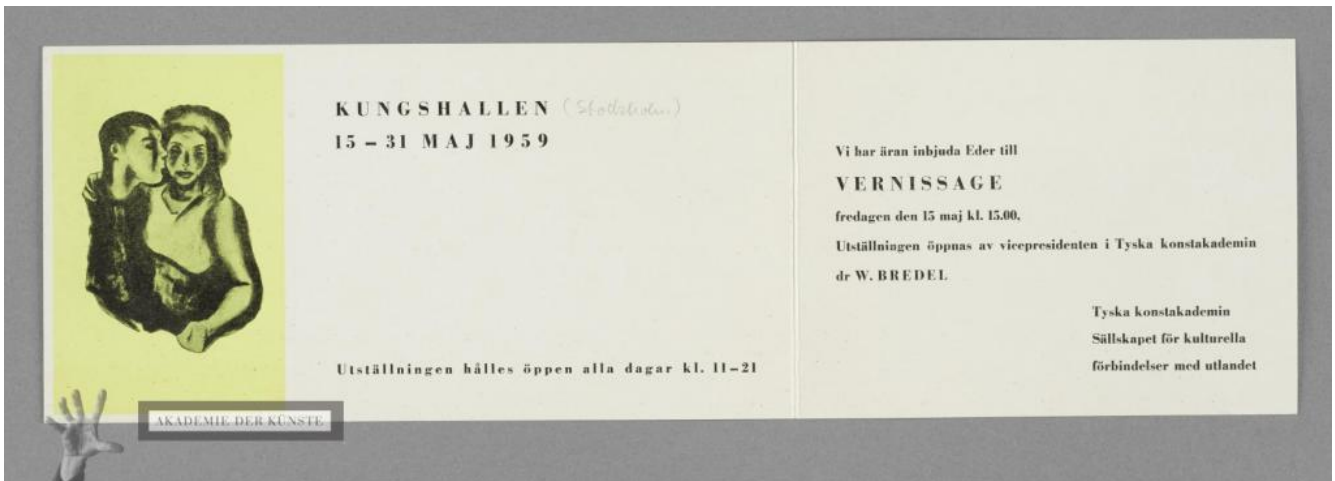 KUNGSHALLEN (Stockholm)
15 – 31 MAJ 1959
Utställningen hålles öppen alla dagar kl. 11–21
Vi har äran inbjuda Eder till
VERNISSAGE
fredagen den 15 maj kl. 15.00,
Utställningen öppnas av vicepresidenten i Tyska konstakademin
dr W. BREDEL
Tyska konstakademin
Sällskapet för kulturella
förbindelser med utlandet
AKADEMIE DER KÜNSTE